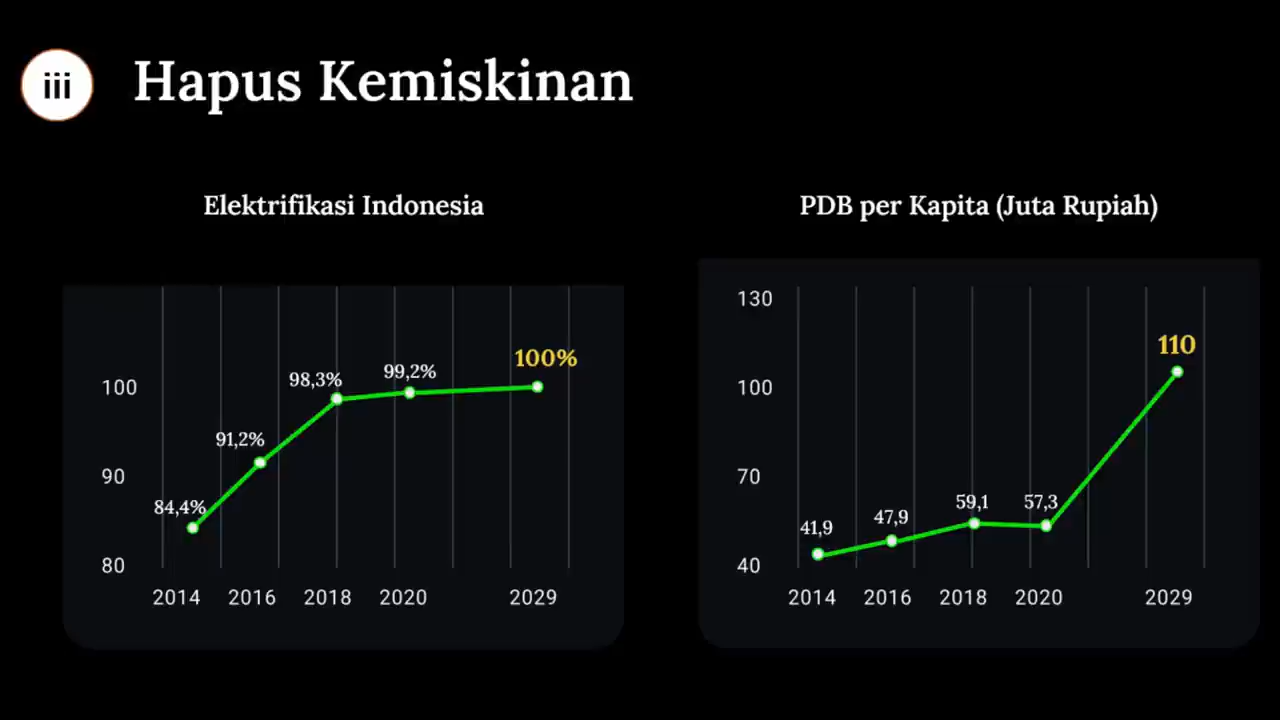 iii
Hapus Kemiskinan
Elektrifikasi Indonesia
100
90
80
84,4%
91,2%
98,3%
99,2%
100%
2014 2016 2018 2020 2029
PDB per Kapita (Juta Rupiah)
130
100
70
40
41,9
47,9
59,1
57,3
110
2014 2016 2018 2020 2029